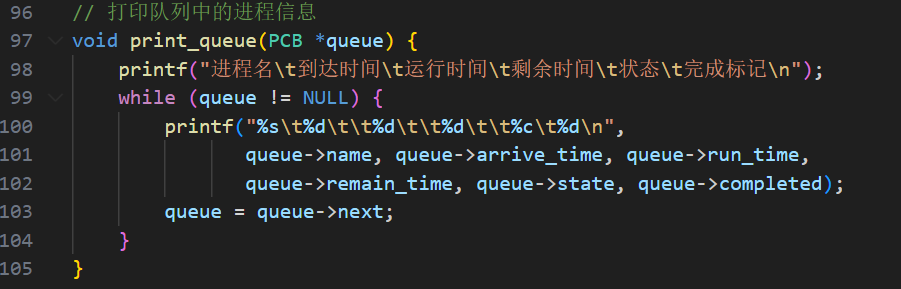 96 // 打印队列中的进程信息
97 void print_queue(PCB *queue) {
98     printf("进程名\t到达时间\t运行时间\t剩余时间\t状态\t完成标记\n");
99     while (queue != NULL) {
100         printf("%s\t%d\t\t%d\t\t%d\t\t%c\t%d\n",
101                queue->name, queue->arrive_time, queue->run_time,
102                queue->remain_time, queue->state, queue->completed);
103         queue = queue->next;
104     }
105 }